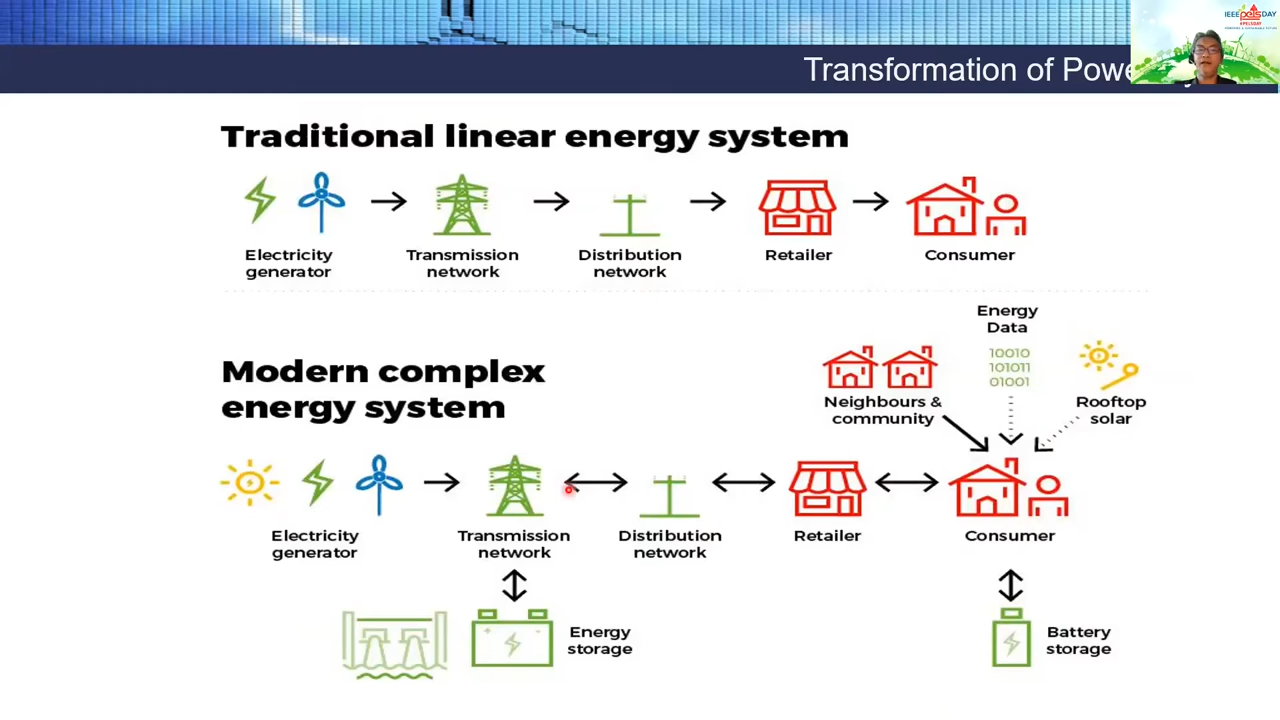 IEEE pels DAY
Transformation of
Traditional linear energy system
Electricity generator
Transmission network
Distribution network
Retailer
Consumer
Energy
Data
10010
101011
01001
Modern complex
energy system
Neighbours &
community
Rooftop
solar
Electricity
generator
Transmission
network
Distribution
network
Retailer
Consumer
Energy
storage
Battery
storage